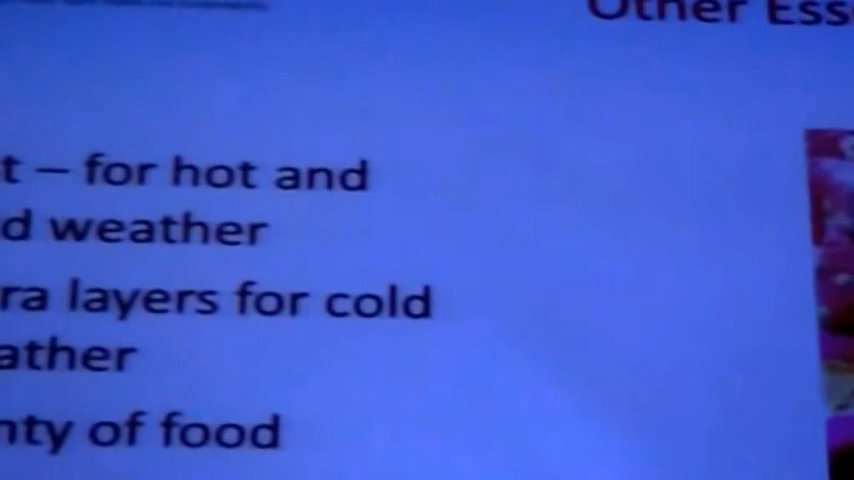 Other Ess
t – for hot and
d weather
ra layers for cold
ather
nty of food